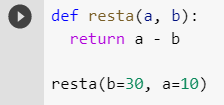 def resta(a, b):
  return a - b

resta(b=30, a=10)